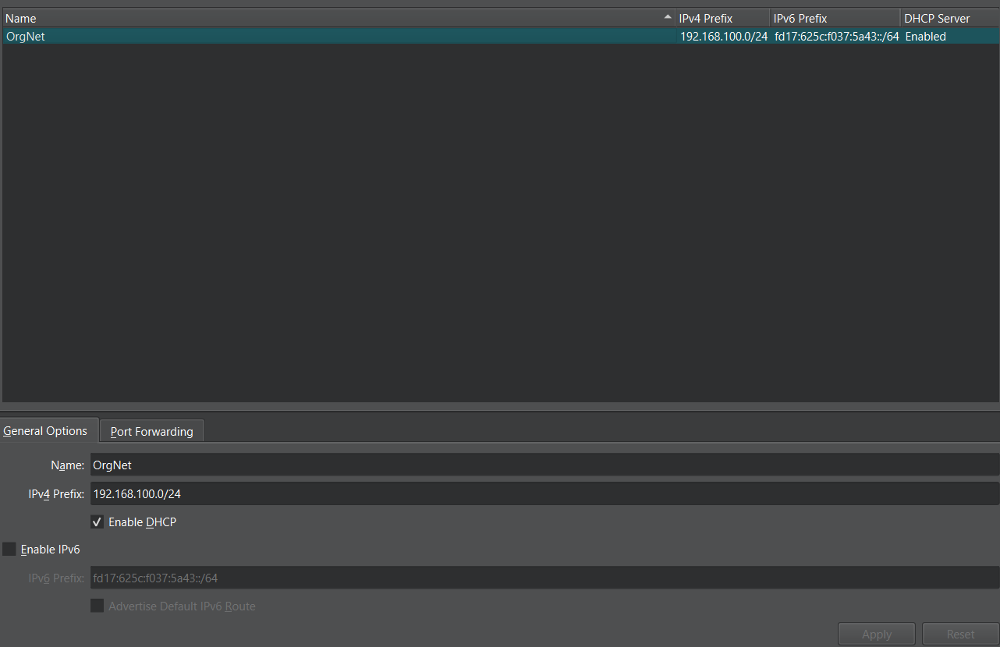 Name IPv4 Prefix IPv6 Prefix DHCP Server
OrgNet 192.168.100.0/24 fd17:625c:f037:5a43::/64 Enabled
General Options Port Forwarding
Name: OrgNet
IPv4 Prefix: 192.168.100.0/24
Enable DHCP
Enable IPv6
IPv6 Prefix: fd17:625c:f037:5a43::/64
Advertise Default IPv6 Route
Apply Reset